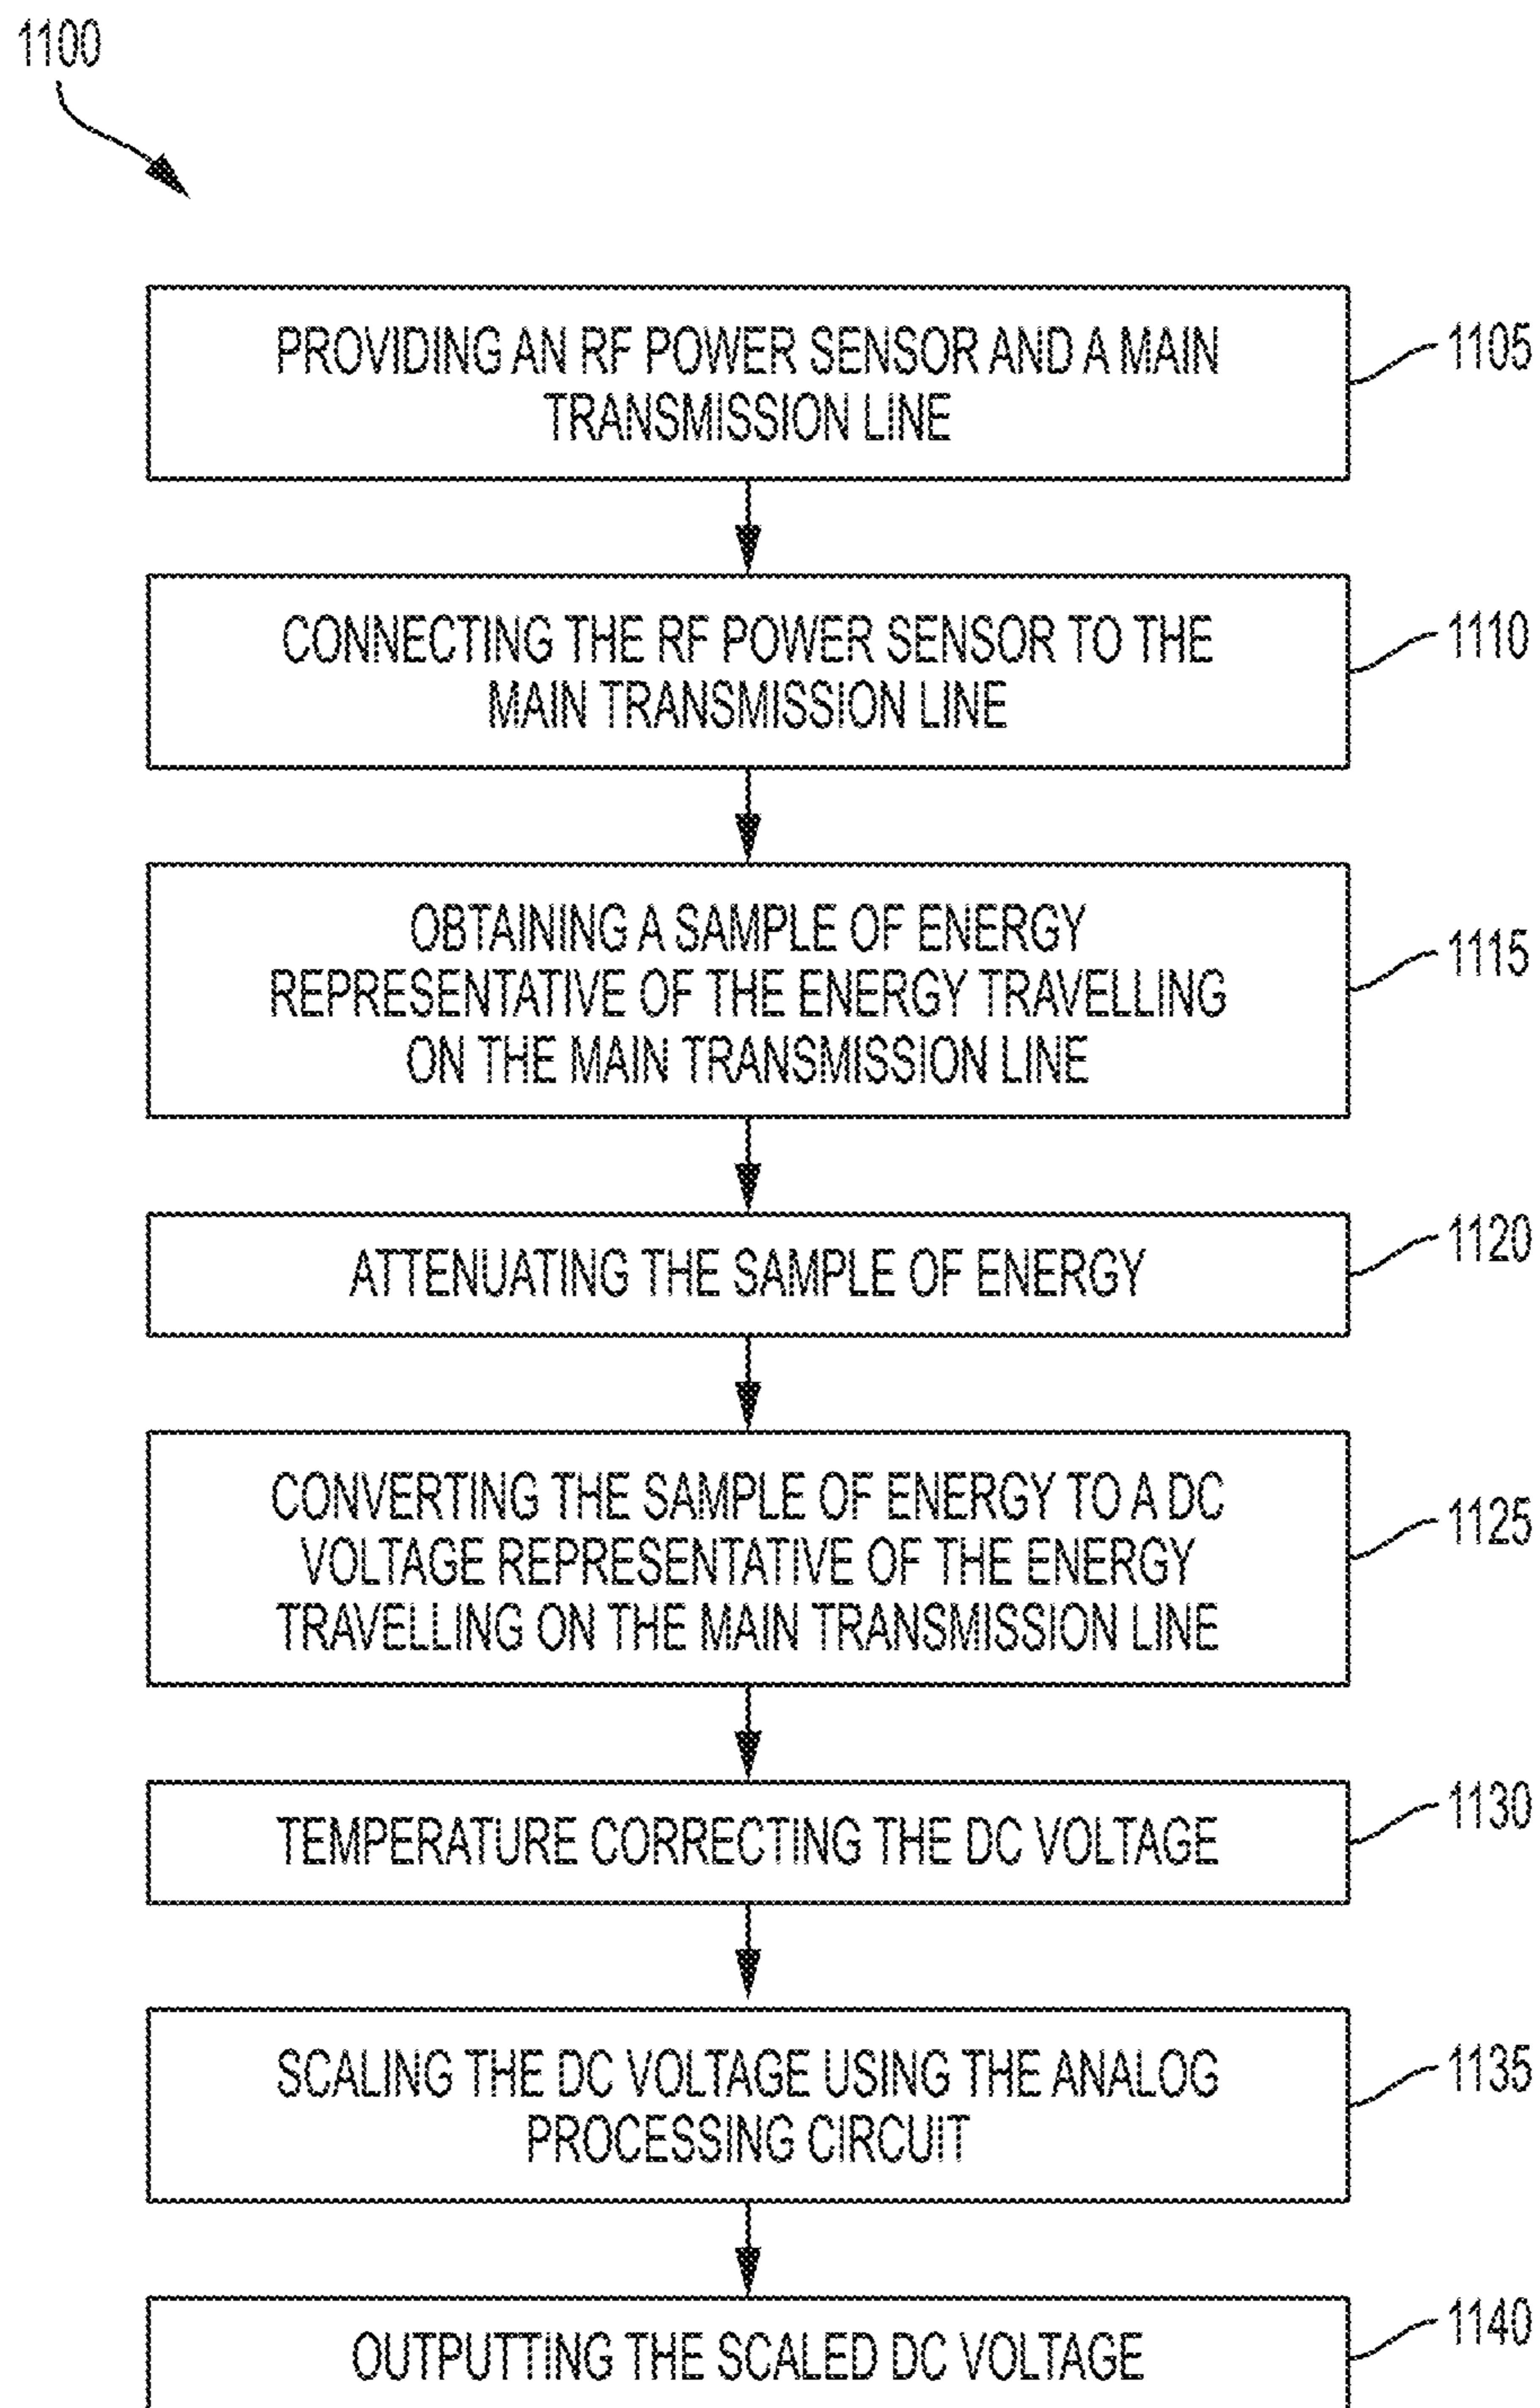 1100
PROVIDING AN RF POWER SENSOR AND A MAIN
TRANSMISSION LINE
1105
CONNECTING THE RF POWER SENSOR TO THE
MAIN TRANSMISSION LINE
1110
OBTAINING A SAMPLE OF ENERGY
REPRESENTATIVE OF THE ENERGY TRAVELLING
ON THE MAIN TRANSMISSION LINE
1115
ATTENUATING THE SAMPLE OF ENERGY
1120
CONVERTING THE SAMPLE OF ENERGY TO A DC
VOLTAGE REPRESENTATIVE OF THE ENERGY
TRAVELLING ON THE MAIN TRANSMISSION LINE
1125
TEMPERATURE CORRECTING THE DC VOLTAGE
1130
SCALING THE DC VOLTAGE USING THE ANALOG
PROCESSING CIRCUIT
1135
OUTPUTTING THE SCALED DC VOLTAGE
1140